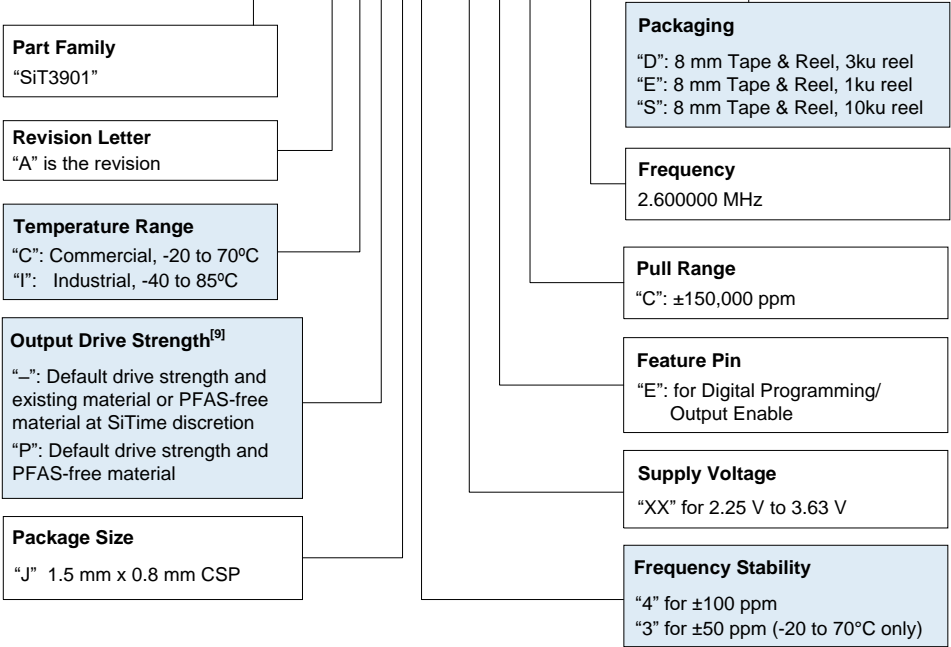 Part Family
“SiT3901”
Revision Letter
“A” is the revision
Temperature Range
“C”: Commercial, -20 to 70ºC
“I”: Industrial, -40 to 85ºC
Output Drive Strength[9]
“–”: Default drive strength and
existing material or PFAS-free
material at SiTime discretion
“P”: Default drive strength and
PFAS-free material
Package Size
“J” 1.5 mm x 0.8 mm CSP
Packaging
“D”: 8 mm Tape & Reel, 3ku reel
“E”: 8 mm Tape & Reel, 1ku reel
“S”: 8 mm Tape & Reel, 10ku reel
Frequency
2.600000 MHz
Pull Range
“C”: ±150,000 ppm
Feature Pin
“E”: for Digital Programming/
Output Enable
Supply Voltage
“XX” for 2.25 V to 3.63 V
Frequency Stability
“4” for ±100 ppm
“3” for ±50 ppm (-20 to 70°C only)